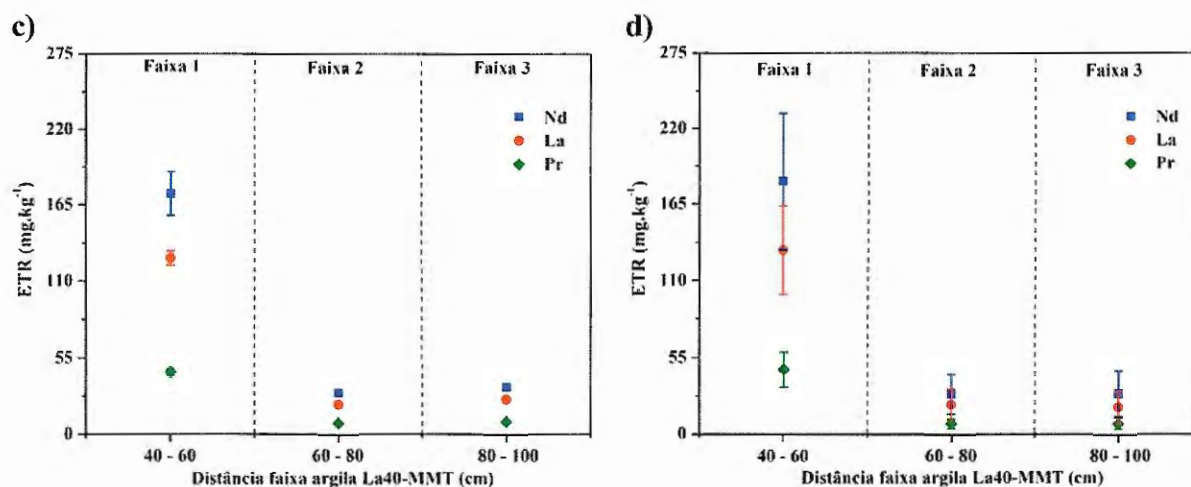 c)
275
220
165
110
55
0
ETR (mg.kg⁻¹)
Faixa 1
Faixa 2
Faixa 3
Nd
La
Pr
40 - 60
60 - 80
80 - 100
Distância faixa argila La40-MMT (cm)
d)
275
220
165
110
55
0
ETR (mg.kg⁻¹)
Faixa 1
Faixa 2
Faixa 3
Nd
La
Pr
40 - 60
60 - 80
80 - 100
Distância faixa argila La40-MMT (cm)